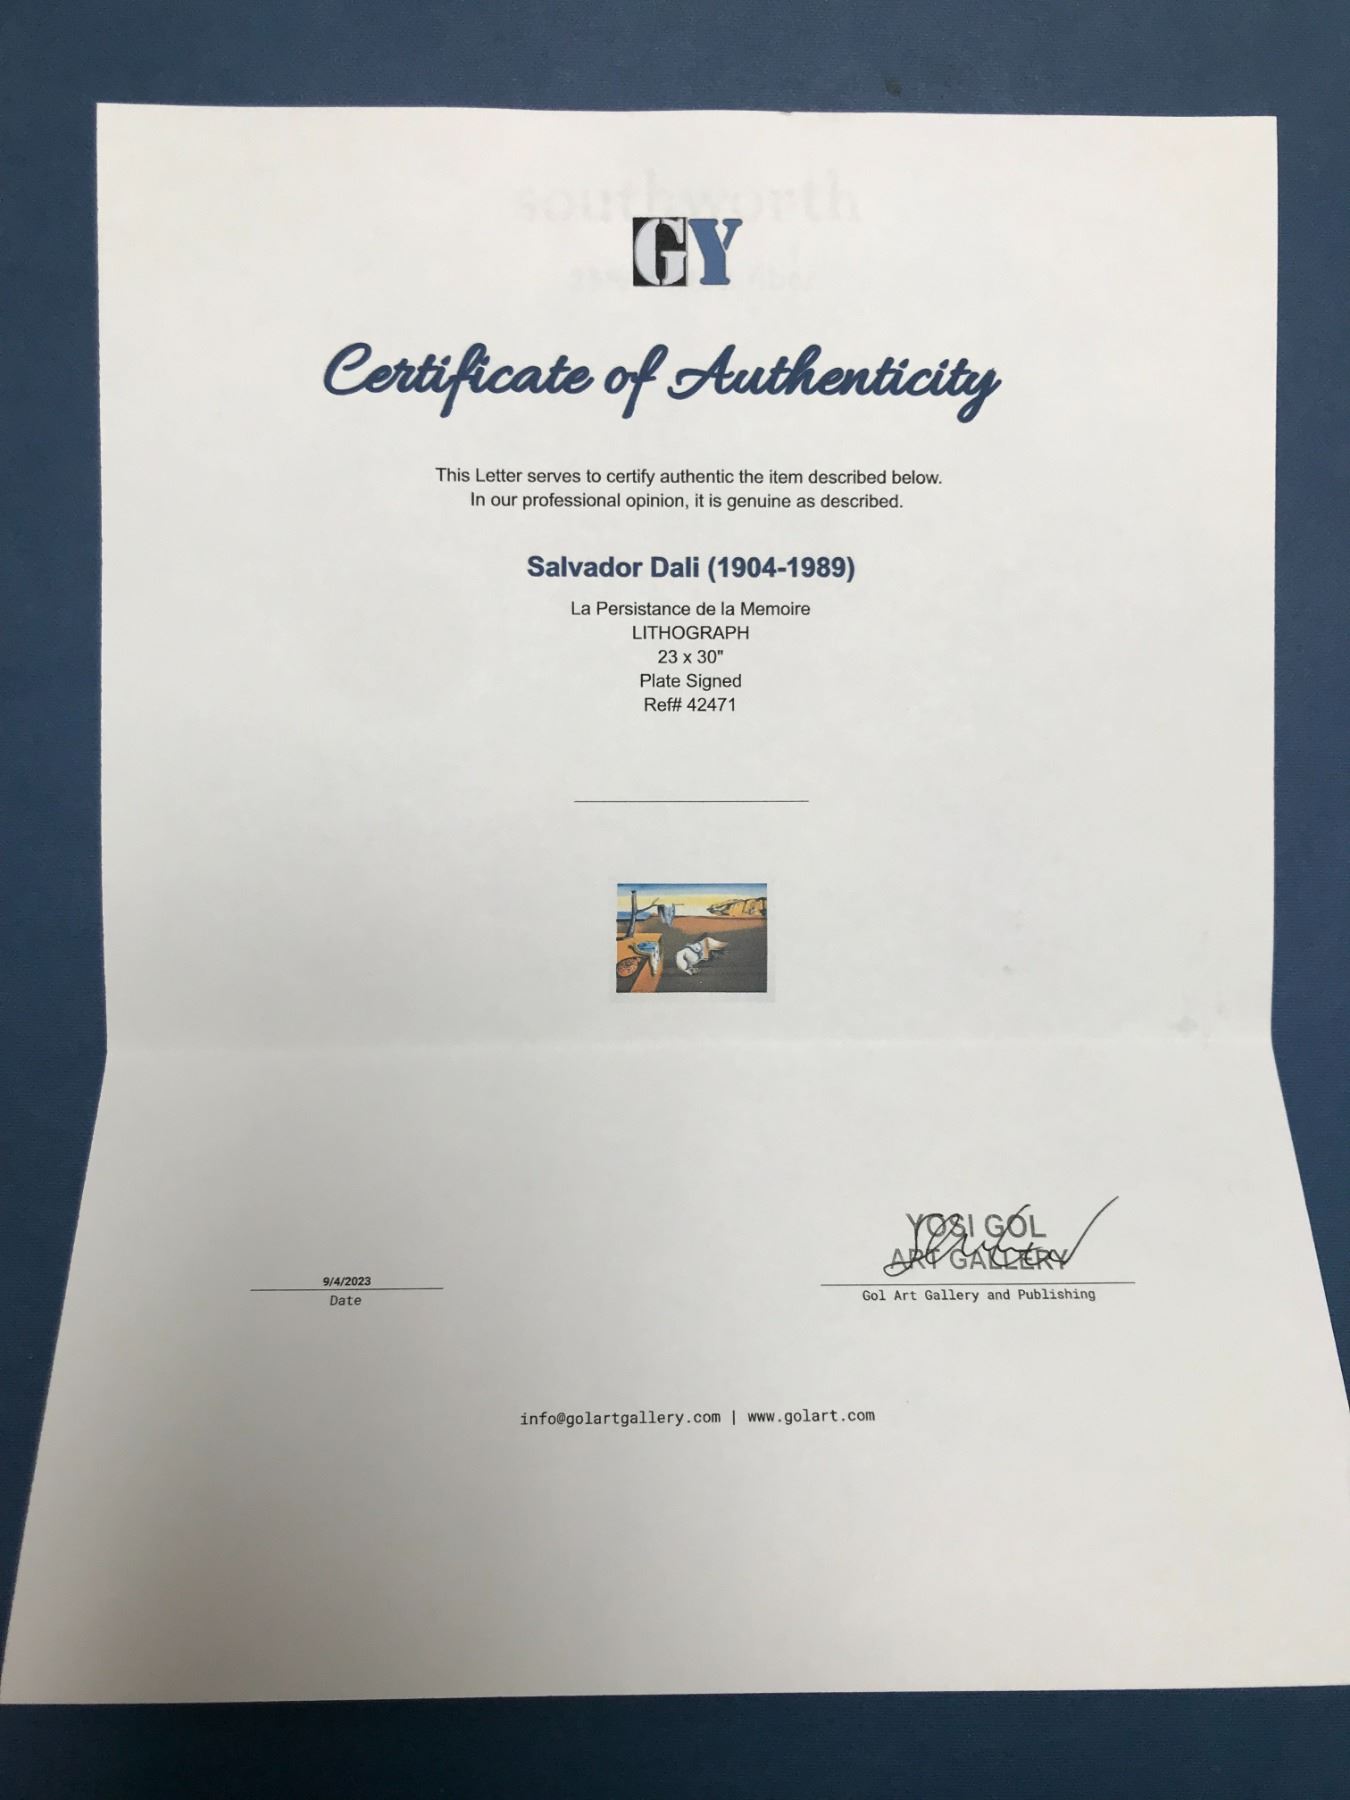 southworth
GY
Certificate of Authenticity
This Letter serves to certify authentic the item described below.
In our professional opinion, it is genuine as described.
Salvador Dali (1904-1989)
La Persistance de la Memoire
LITHOGRAPH
23 x 30"
Plate Signed
Ref# 42471
YOSI GOL
ART GALLERY
9/4/2023
Date
Gol Art Gallery and Publishing
info@golartgallery.com | www.golart.com